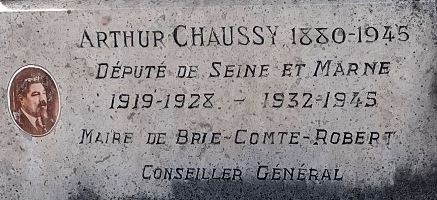 ARTHUR CHAUSSY 1880-1945
DÉPUTÉ DE SEINE ET MARNE
1919-1928 - 1932-1945
MAIRE DE BRIE-COMTE-ROBERT
CONSEILLER GÉNÉRAL